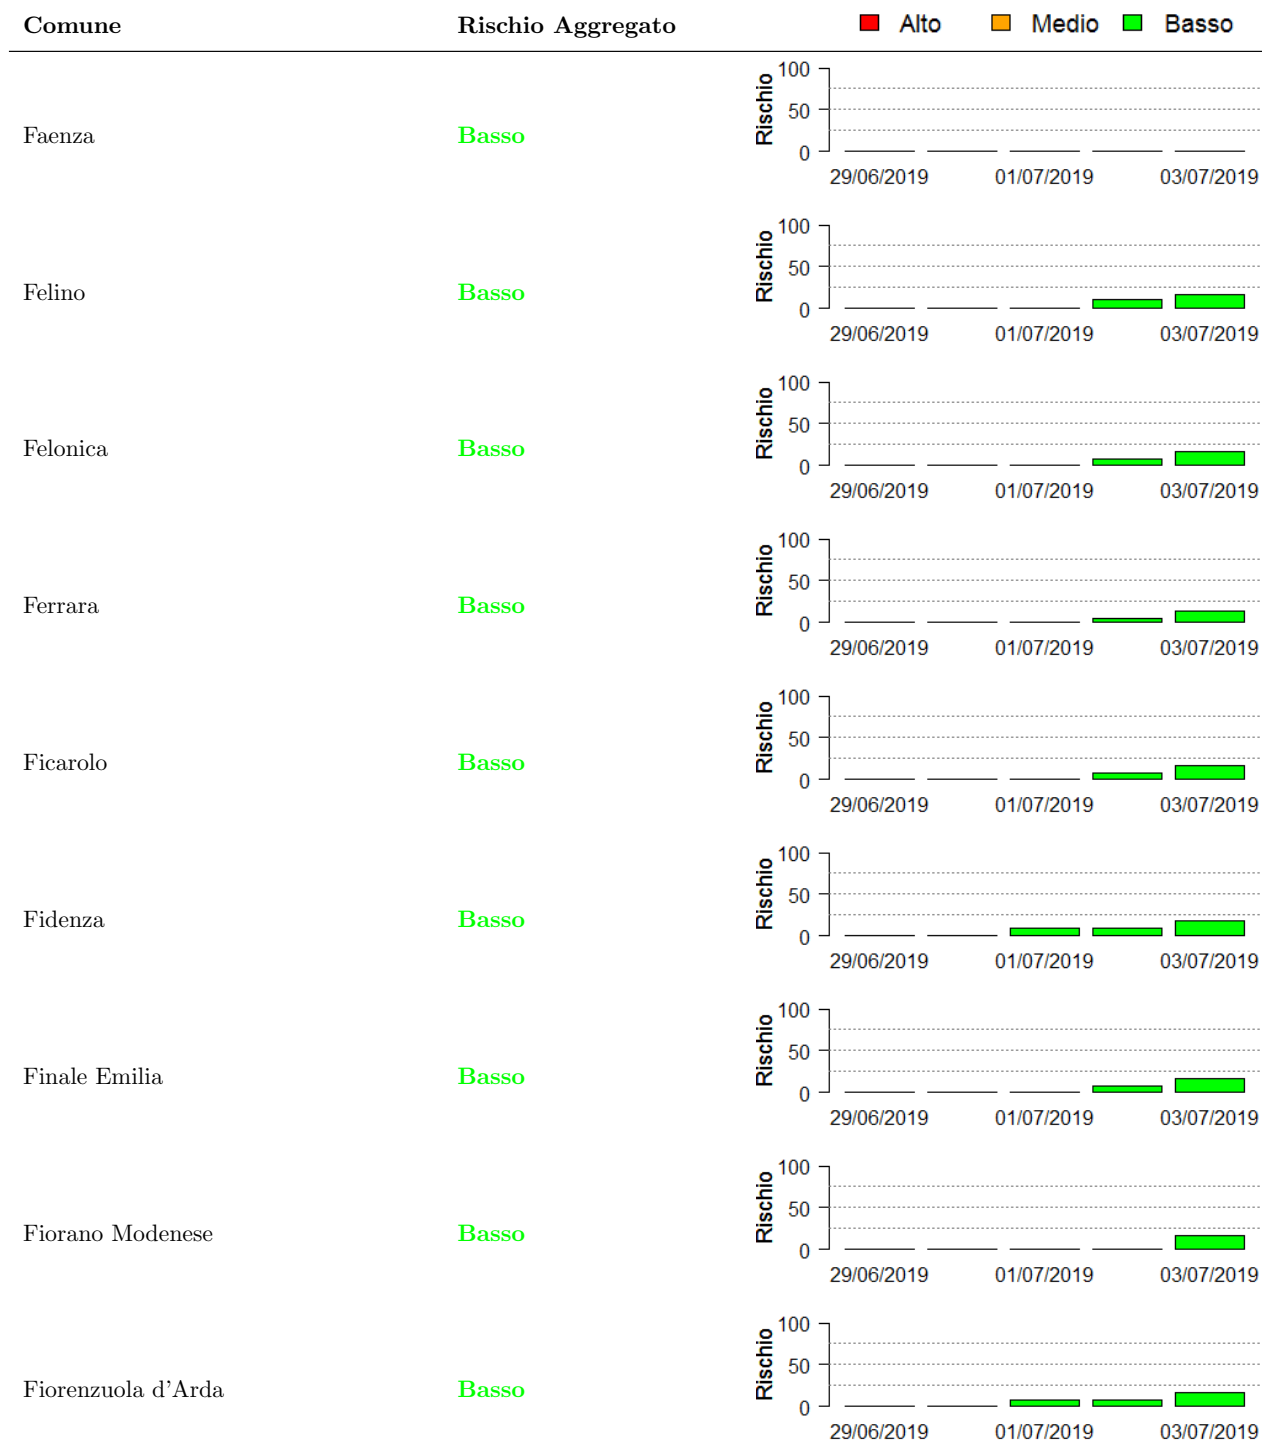 Comune Rischio Aggregato Alto Medio Basso
Faenza Basso
Rischio
100
50
0
29/06/2019 01/07/2019 03/07/2019
Felino Basso
Rischio
100
50
0
29/06/2019 01/07/2019 03/07/2019
Felonica Basso
Rischio
100
50
0
29/06/2019 01/07/2019 03/07/2019
Ferrara Basso
Rischio
100
50
0
29/06/2019 01/07/2019 03/07/2019
Ficarolo Basso
Rischio
100
50
0
29/06/2019 01/07/2019 03/07/2019
Fidenza Basso
Rischio
100
50
0
29/06/2019 01/07/2019 03/07/2019
Finale Emilia Basso
Rischio
100
50
0
29/06/2019 01/07/2019 03/07/2019
Fiorano Modenese Basso
Rischio
100
50
0
29/06/2019 01/07/2019 03/07/2019
Fiorenzuola d'Arda Basso
Rischio
100
50
0
29/06/2019 01/07/2019 03/07/2019